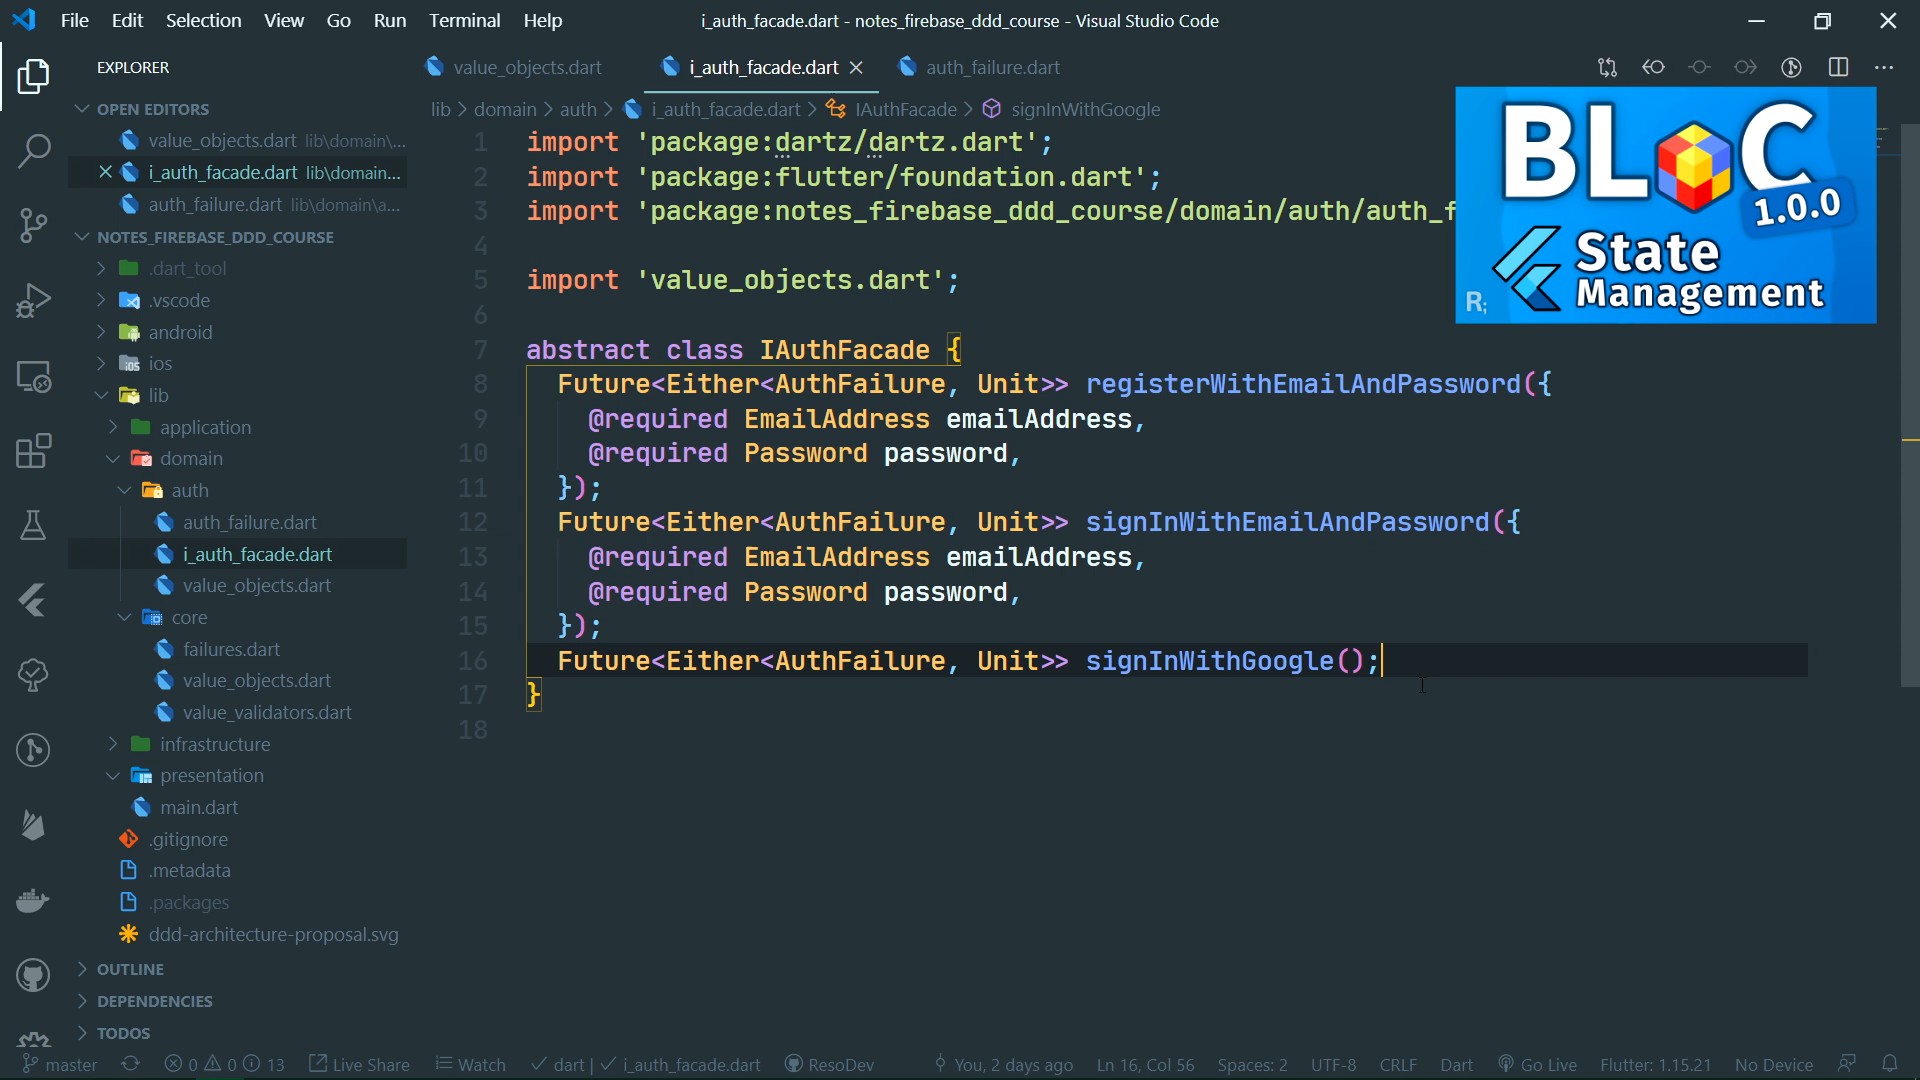 File Edit Selection View Go Run Terminal Help
i_auth_facade.dart - notes_firebase_ddd_course - Visual Studio Code
EXPLORER
value_objects.dart
i_auth_facade.dart
auth_failure.dart
OPEN EDITORS
value_objects.dart lib\domain\...
i_auth_facade.dart lib\domain...
auth_failure.dart lib\domain\a...
NOTES_FIREBASE_DDD_COURSE
.dart_tool
.vscode
android
ios
lib
application
domain
auth
auth_failure.dart
i_auth_facade.dart
value_objects.dart
core
failures.dart
value_objects.dart
value_validators.dart
infrastructure
presentation
main.dart
.gitignore
.metadata
.packages
ddd-architecture-proposal.svg
OUTLINE
DEPENDENCIES
TODOS
lib > domain > auth > i_auth_facade.dart > IAuthFacade > signInWithGoogle
1 import 'package:dartz/dartz.dart';
2 import 'package:flutter/foundation.dart';
3 import 'package:notes_firebase_ddd_course/domain/auth/auth_f
4
5 import 'value_objects.dart';
6
7 abstract class IAuthFacade {
8 Future<Either<AuthFailure, Unit>> registerWithEmailAndPassword({
9 @required EmailAddress emailAddress,
10 @required Password password,
11 });
12 Future<Either<AuthFailure, Unit>> signInWithEmailAndPassword({
13 @required EmailAddress emailAddress,
14 @required Password password,
15 });
16 Future<Either<AuthFailure, Unit>> signInWithGoogle();
17 }
18
BLOC
1.0.0
State
Management
R;
master 0 0 13 Live Share Watch dart | i_auth_facade.dart ResoDev You, 2 days ago Ln 16, Col 56 Spaces: 2 UTF-8 CRLF Dart Go Live Flutter: 1.15.21 No Device